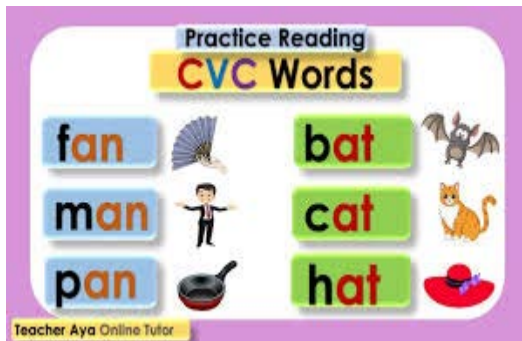 Practice Reading
CVC Words
fan
bat
man
cat
pan
hat
Teacher Aya Online Tutor